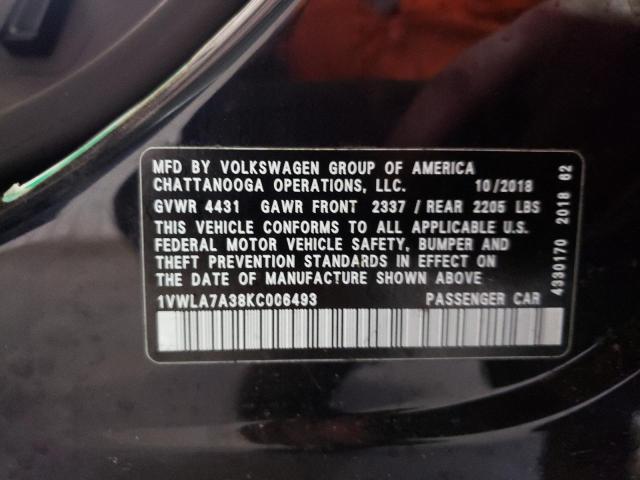 MFD BY VOLKSWAGEN GROUP OF AMERICA
CHATTANOOGA OPERATIONS, LLC. 10/2018
GVWR 4431 GAWR FRONT 2337 / REAR 2205 LBS
THIS VEHICLE CONFORMS TO ALL APPLICABLE U.S.
FEDERAL MOTOR VEHICLE SAFETY, BUMPER AND
THEFT PREVENTION STANDARDS IN EFFECT ON
THE DATE OF MANUFACTURE SHOWN ABOVE.
1VWLA7A38KC006493 PASSENGER CAR
4330170 2018 82